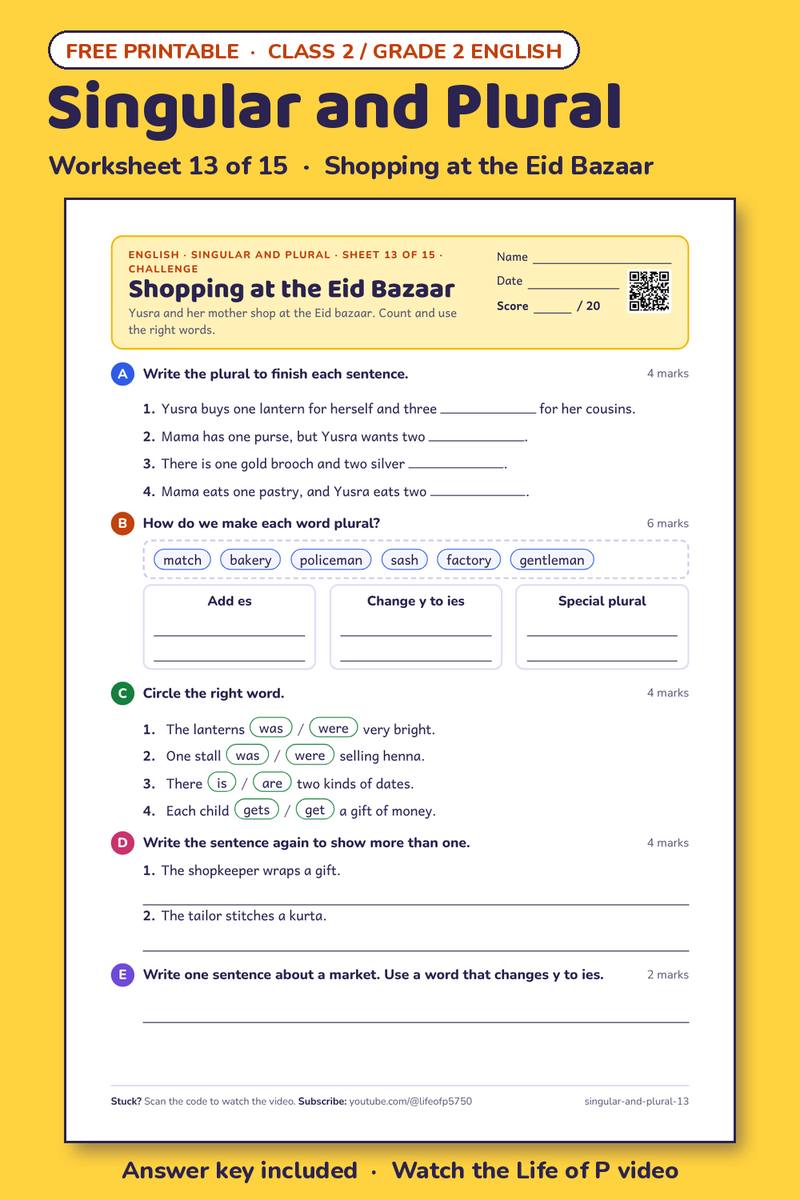 FREE PRINTABLE · CLASS 2 / GRADE 2 ENGLISH
Singular and Plural
Worksheet 13 of 15 · Shopping at the Eid Bazaar
ENGLISH · SINGULAR AND PLURAL · SHEET 13 OF 15 ·
CHALLENGE
Shopping at the Eid Bazaar
Yusra and her mother shop at the Eid bazaar. Count and use
the right words.
Name ____________
Date ____________
Score ______ / 20
A Write the plural to finish each sentence. 4 marks
1. Yusra buys one lantern for herself and three ____________ for her cousins.
2. Mama has one purse, but Yusra wants two ____________.
3. There is one gold brooch and two silver ____________.
4. Mama eats one pastry, and Yusra eats two ____________.
B How do we make each word plural? 6 marks
match bakery policeman sash factory gentleman
Add es Change y to ies Special plural
C Circle the right word. 4 marks
1. The lanterns was / were very bright.
2. One stall was / were selling henna.
3. There is / are two kinds of dates.
4. Each child gets / get a gift of money.
D Write the sentence again to show more than one. 4 marks
1. The shopkeeper wraps a gift.
2. The tailor stitches a kurta.
E Write one sentence about a market. Use a word that changes y to ies. 2 marks
Stuck? Scan the code to watch the video. Subscribe: youtube.com/@lifeofp5750 singular-and-plural-13
Answer key included · Watch the Life of P video